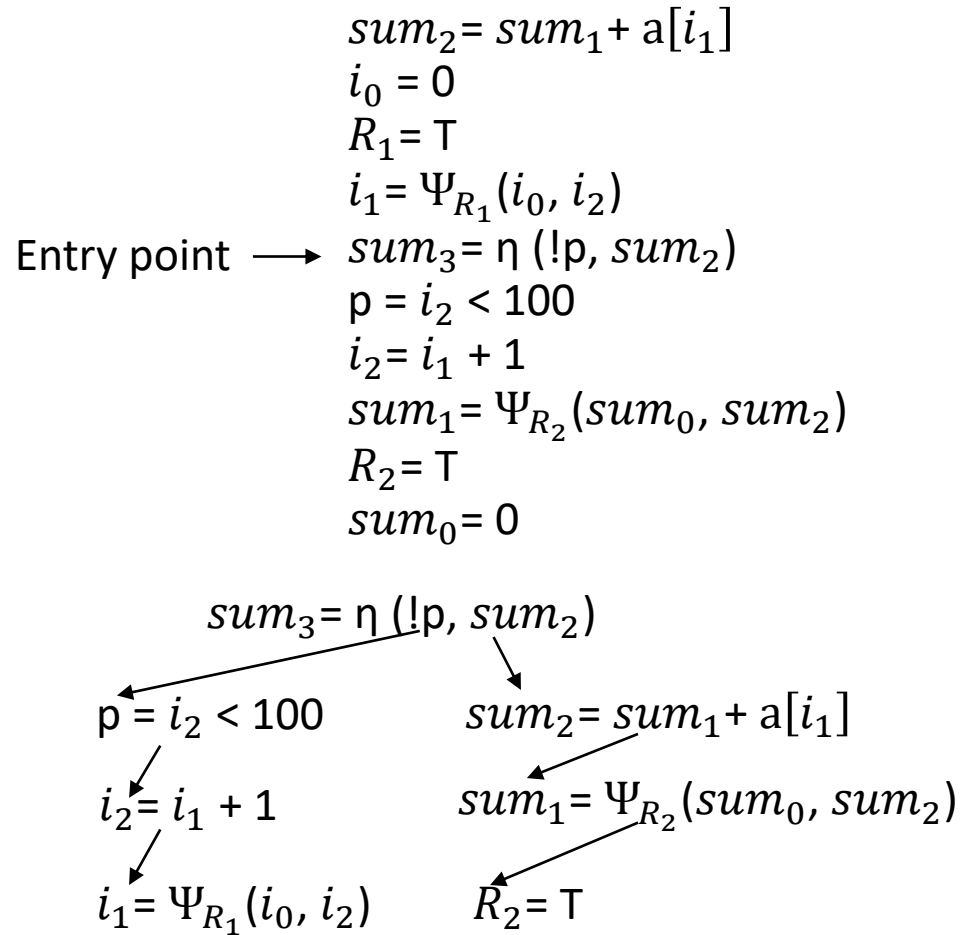 sum₂= sum₁+ a[i₁]
i₀ = 0
R₁= T
i₁= Ψ_R₁(i₀, i₂)
Entry point sum₃= η (!p, sum₂)
p = i₂ < 100
i₂= i₁ + 1
sum₁= Ψ_R₂(sum₀, sum₂)
R₂= T
sum₀= 0
sum₃= η (!p, sum₂)
p = i₂ < 100 sum₂= sum₁+ a[i₁]
i₂= i₁ + 1 sum₁= Ψ_R₂(sum₀, sum₂)
i₁= Ψ_R₁(i₀, i₂) R₂= T